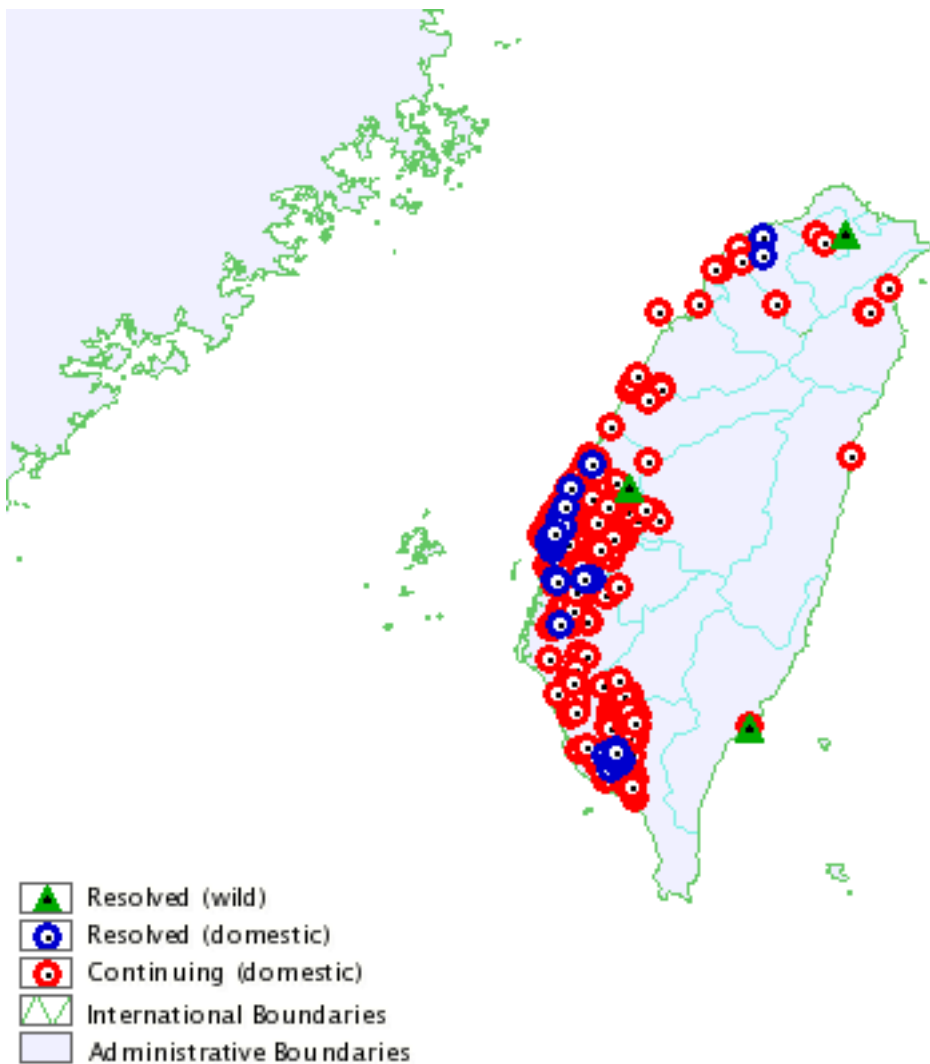 Resolved (wild)
Resolved (domestic)
Continuing (domestic)
International Boundaries
Administrative Boundaries